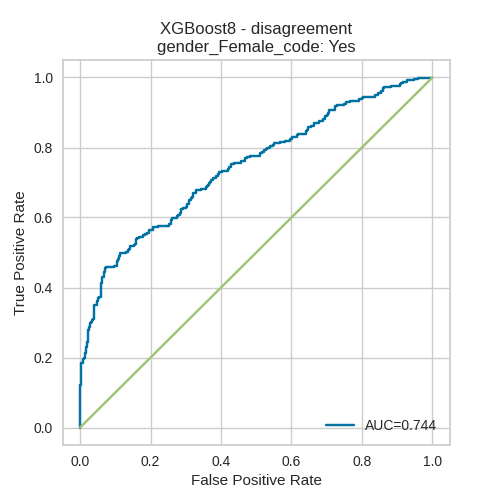 XGBoost8 - disagreement
gender_Female_code: Yes
1.0
0.8
0.6
0.4
0.2
0.0
True Positive Rate
AUC=0.744
0.0 0.2 0.4 0.6 0.8 1.0
False Positive Rate